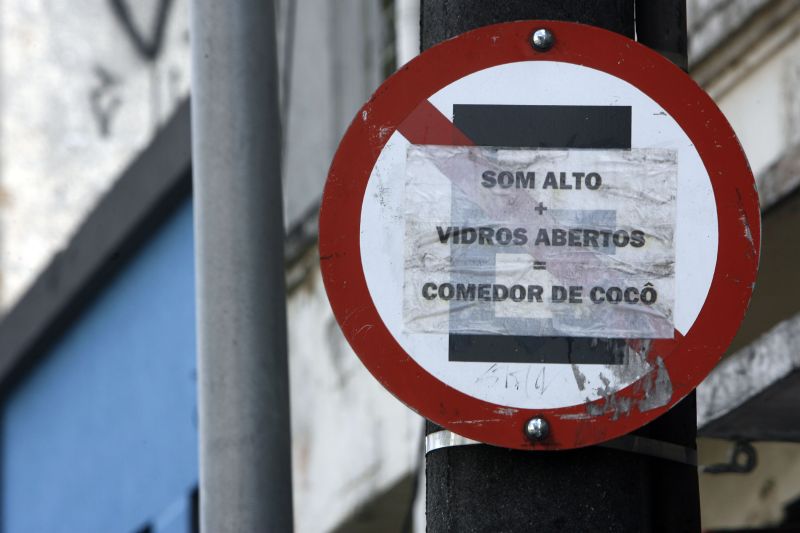 SOM ALTO
+
VIDROS ABERTOS
=
COMEDOR DE COCÔ